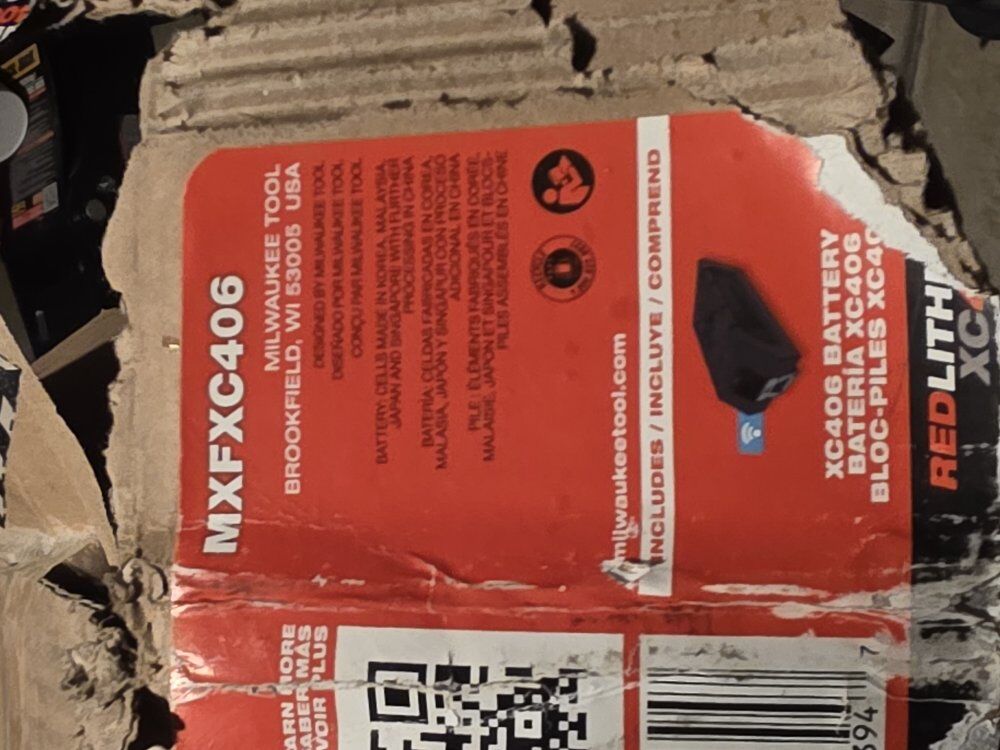 MXFXC406
MILWAUKEE TOOL
BROOKFIELD, WI 53005 USA
DESIGNED BY MILWAUKEE TOOL
DISEÑADO POR MILWAUKEE TOOL
CONÇU PAR MILWAUKEE TOOL
BATTERY CELLS MADE IN KOREA, MALAYSIA,
JAPAN AND SINGAPORE WITH FURTHER
PROCESSING IN CHINA
BATERÍA, CELDAS FABRICADAS EN COREA,
MALASIA, JAPÓN Y SINGAPUR CON PROCESO
ADICIONAL EN CHINA
PILE : ÉLÉMENTS FABRIQUÉS EN CORÉE,
MALAISIE, JAPON ET SINGAPOUR ET BLOCS-
PILES ASSEMBLÉS EN CHINE
milwaukeetool.com
INCLUDES / INCLUYE / COMPREND
XC406 BATTERY
BATERÍA XC406
BLOC-PILES XC40
REDLITH
XC
ARN MORE
ABER MÁS
VOIR PLUS
394 7